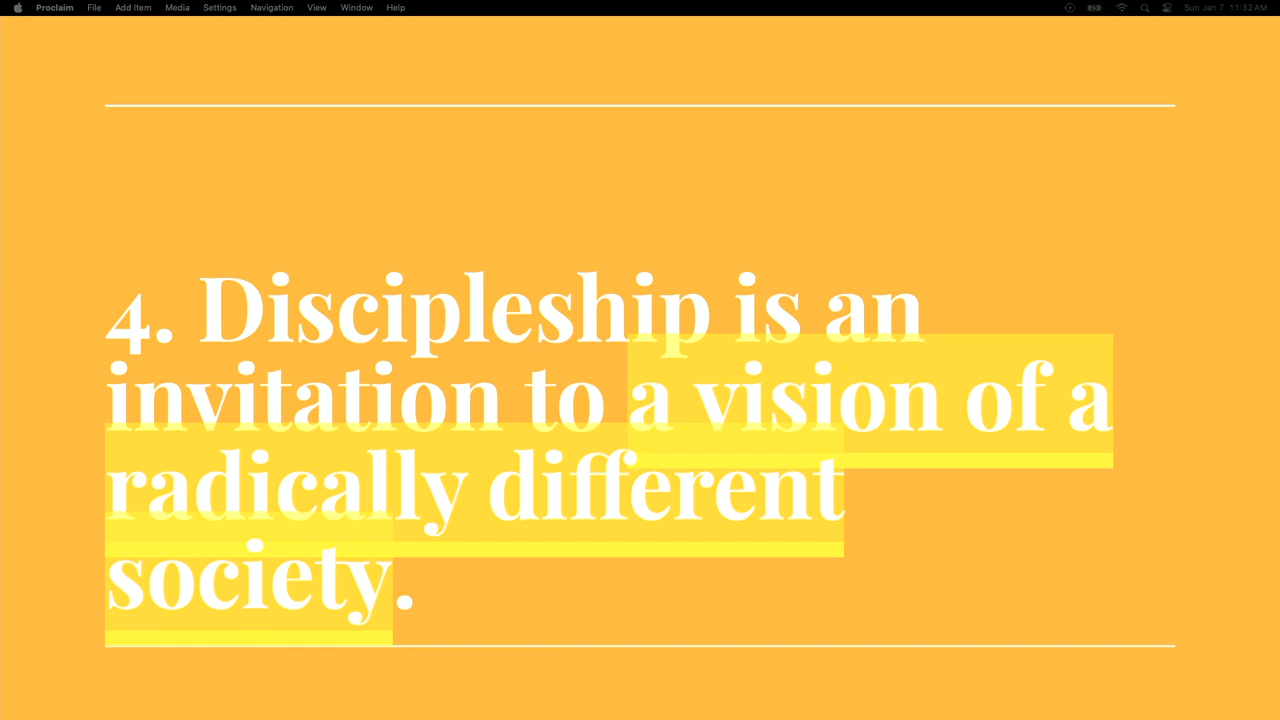 Proclaim File Add Item Media Settings Navigation View Window Help Sun Jan 7 11:32 AM
4. Discipleship is an
invitation to a vision of a
radically different
society.